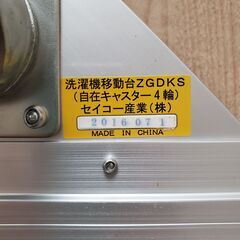 洗濯機移動台ZGDKS
(自在キャスター4輪)
セイコー産業(株)
2016 07 1
MADE IN CHINA